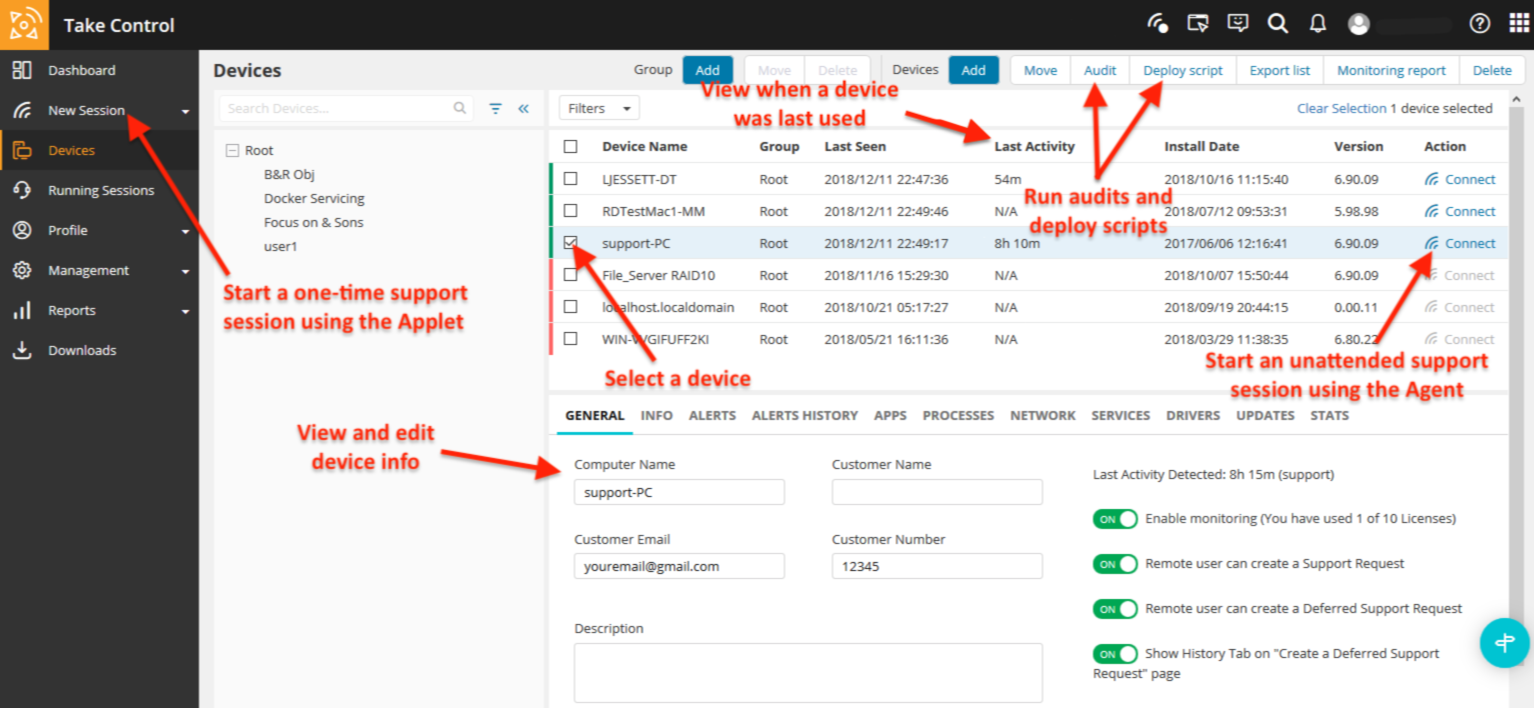 Take Control
Dashboard
New Session
Devices
Running Sessions
Profile
Management
Reports
Downloads
Devices
Group Add Move Delete Devices Add Move Audit Deploy script Export list Monitoring report Delete
Search Devices...
Root
B&R Obj
Docker Servicing
Focus on & Sons
user1
Start a one-time support
session using the Applet
View when a device
was last used
Filters
Clear Selection 1 device selected
Device Name Group Last Seen Last Activity Install Date Version Action
LJESSETT-DT Root 2018/12/11 22:47:36 54m 2018/10/16 11:15:40 6.90.09 Connect
RDTestMac1-MM Root 2018/12/11 22:49:46 N/A 2018/07/12 09:53:31 5.98.98 Connect
support-PC Root 2018/12/11 22:49:17 8h 10m 2017/06/06 12:16:41 6.90.09 Connect
File_Server RAID10 Root 2018/11/16 15:29:30 N/A 2018/10/07 15:50:44 6.90.09 Connect
localhost.localdomain Root 2018/10/21 05:17:27 N/A 2018/09/19 20:44:15 0.00.11 Connect
Root 2018/05/21 16:11:36 N/A 2018/03/29 11:38:35 6.80.22 Connect
Run audits and
deploy scripts
Select a device
Start an unattended support
session using the Agent
GENERAL INFO ALERTS ALERTS HISTORY APPS PROCESSES NETWORK SERVICES DRIVERS UPDATES STATS
View and edit
device info
Computer Name
support-PC
Customer Name
Customer Email
youremail@gmail.com
Customer Number
12345
Description
Last Activity Detected: 8h 15m (support)
ON Enable monitoring (You have used 1 of 10 Licenses)
ON Remote user can create a Support Request
ON Remote user can create a Deferred Support Request
ON Show History Tab on "Create a Deferred Support
Request" page